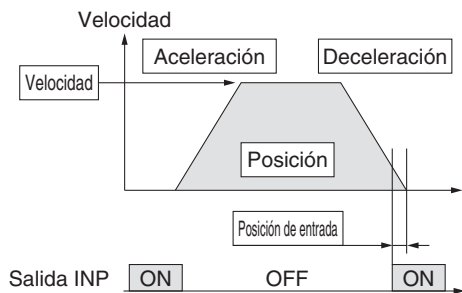 Velocidad
Aceleración
Deceleración
Velocidad
Posición
Posición de entrada
Salida INP ON OFF ON